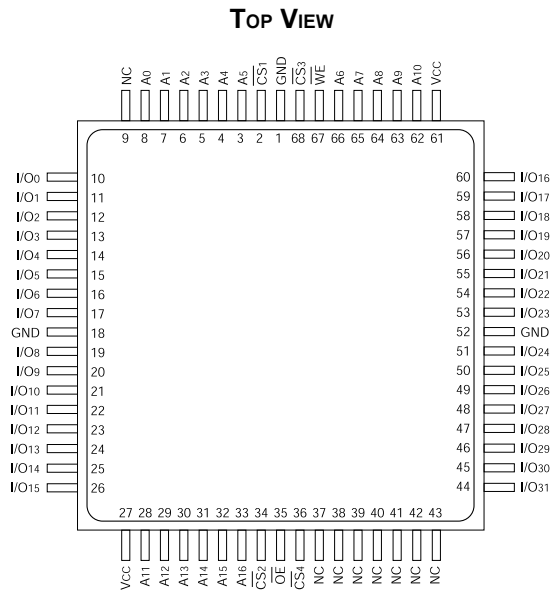 TOP VIEW
NC A0 A1 A2 A3 A4 A5 C̅S̅1̅ GND C̅S̅3̅ W̅E̅ A6 A7 A8 A9 A10 VCC
9 8 7 6 5 4 3 2 1 68 67 66 65 64 63 62 61
I/O0 10 60 I/O16
I/O1 11 59 I/O17
I/O2 12 58 I/O18
I/O3 13 57 I/O19
I/O4 14 56 I/O20
I/O5 15 55 I/O21
I/O6 16 54 I/O22
I/O7 17 53 I/O23
GND 18 52 GND
I/O8 19 51 I/O24
I/O9 20 50 I/O25
I/O10 21 49 I/O26
I/O11 22 48 I/O27
I/O12 23 47 I/O28
I/O13 24 46 I/O29
I/O14 25 45 I/O30
I/O15 26 44 I/O31
27 28 29 30 31 32 33 34 35 36 37 38 39 40 41 42 43
VCC A11 A12 A13 A14 A15 A16 C̅S̅2̅ O̅E̅ C̅S̅4̅ NC NC NC NC NC NC NC